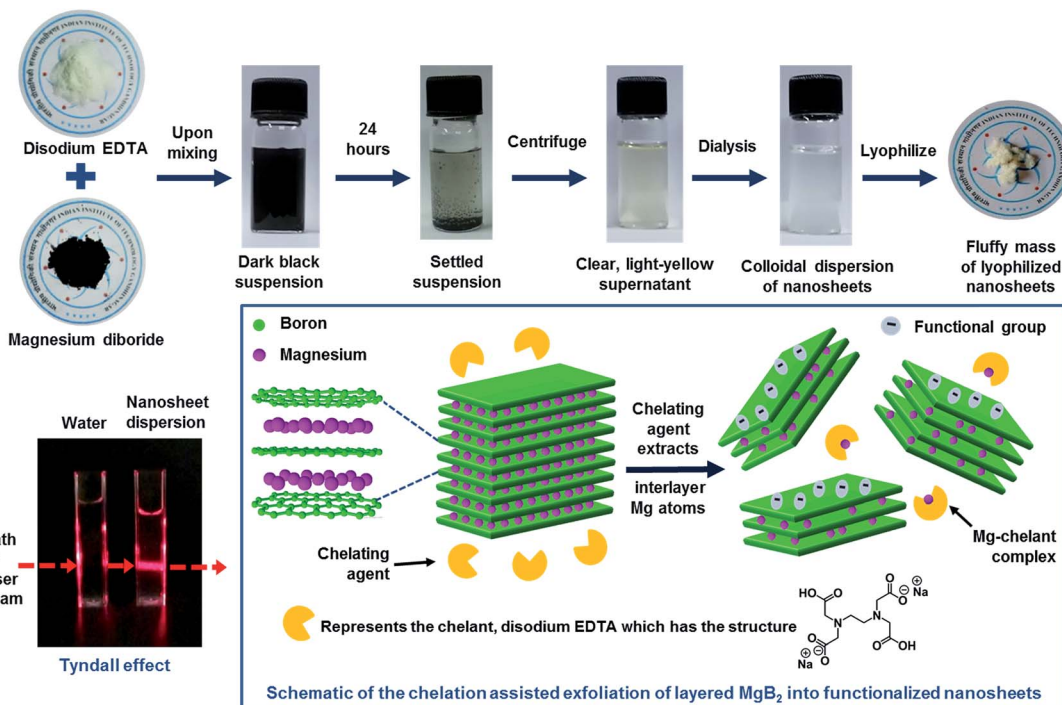 Disodium EDTA
Magnesium diboride
Upon
mixing
24
hours
Centrifuge
Dialysis
Lyophilize
Dark black
suspension
Settled
suspension
Clear, light-yellow
supernatant
Colloidal dispersion
of nanosheets
Fluffy mass
of lyophilized
nanosheets
Water
Nanosheet
dispersion
Tyndall effect
Boron
Magnesium
Functional group
Chelating
agent
extracts
interlayer
Mg atoms
Chelating
agent
Mg-chelant
complex
Represents the chelant, disodium EDTA which has the structure
HO
O
O
O
Na
N
N
O
O
Na
O
OH
Schematic of the chelation assisted exfoliation of layered MgB₂ into functionalized nanosheets